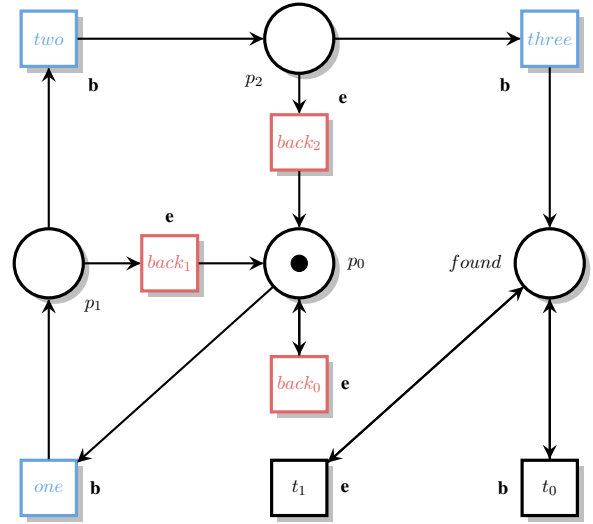 two
three
b
p₂
e
b
back₂
e
back₁
p₀
found
p₁
back₀
e
one
b
t₁
e
b
t₀